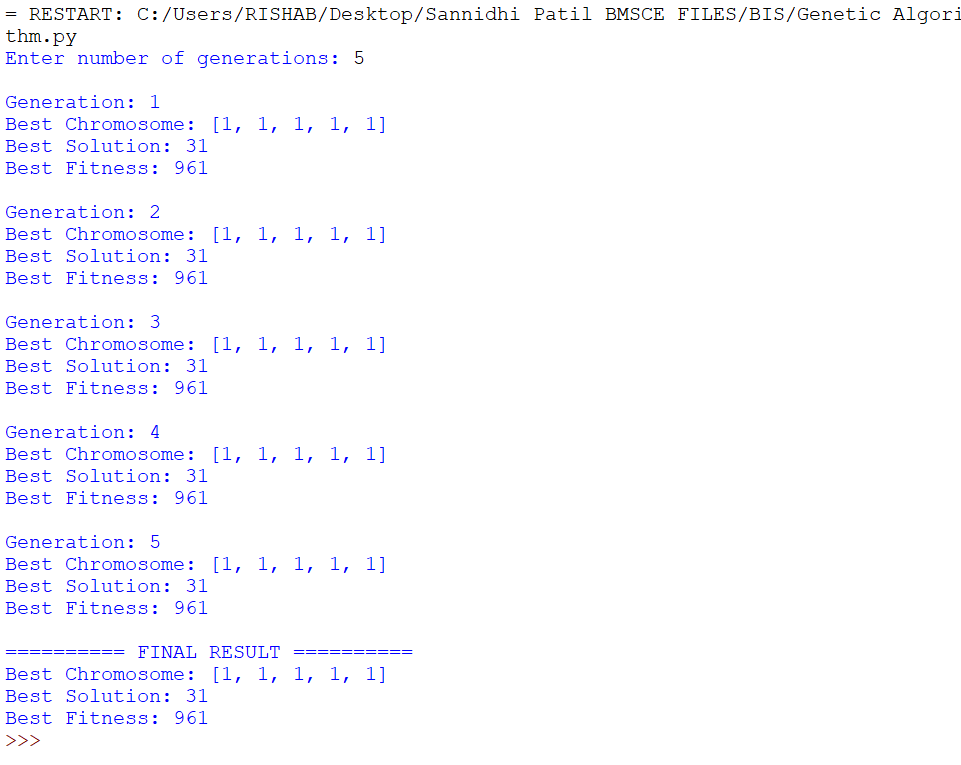 = RESTART: C:/Users/RISHAB/Desktop/Sannidhi Patil BMSCE FILES/BIS/Genetic Algori
thm.py
Enter number of generations: 5
Generation: 1
Best Chromosome: [1, 1, 1, 1, 1]
Best Solution: 31
Best Fitness: 961
Generation: 2
Best Chromosome: [1, 1, 1, 1, 1]
Best Solution: 31
Best Fitness: 961
Generation: 3
Best Chromosome: [1, 1, 1, 1, 1]
Best Solution: 31
Best Fitness: 961
Generation: 4
Best Chromosome: [1, 1, 1, 1, 1]
Best Solution: 31
Best Fitness: 961
Generation: 5
Best Chromosome: [1, 1, 1, 1, 1]
Best Solution: 31
Best Fitness: 961
========== FINAL RESULT ==========
Best Chromosome: [1, 1, 1, 1, 1]
Best Solution: 31
Best Fitness: 961
>>>